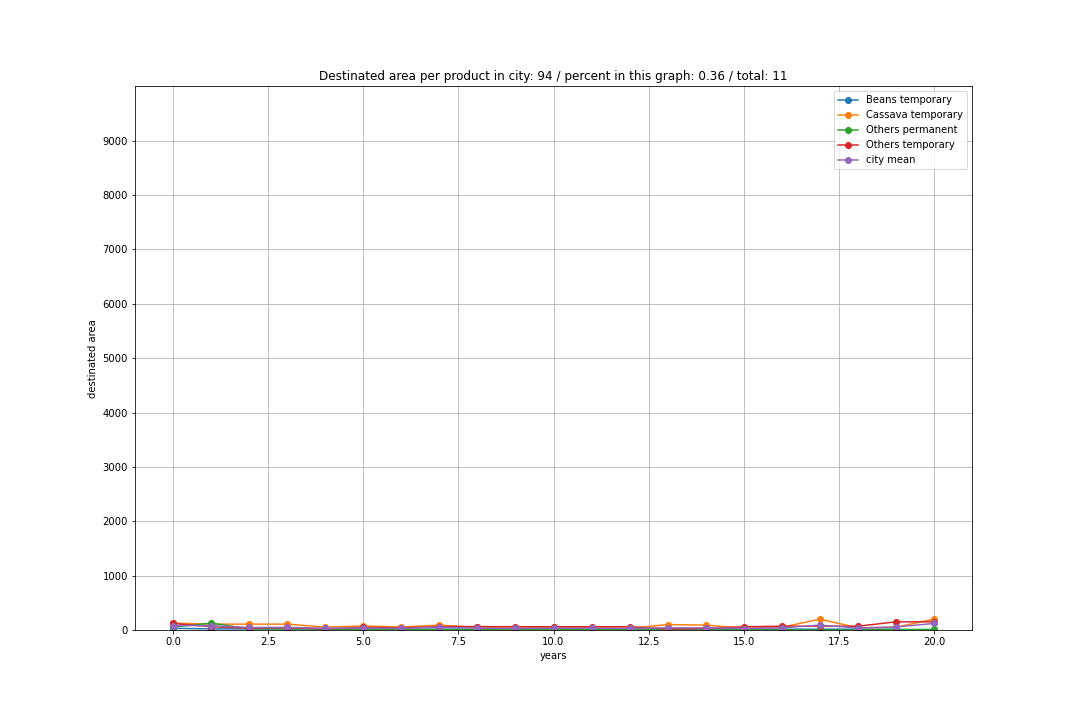 Destinated area per product in city: 94 / percent in this graph: 0.36 / total: 11
Beans temporary
Cassava temporary
Others permanent
Others temporary
city mean
destinated area
9000
8000
7000
6000
5000
4000
3000
2000
1000
0
0.0 2.5 5.0 7.5 10.0 12.5 15.0 17.5 20.0
years